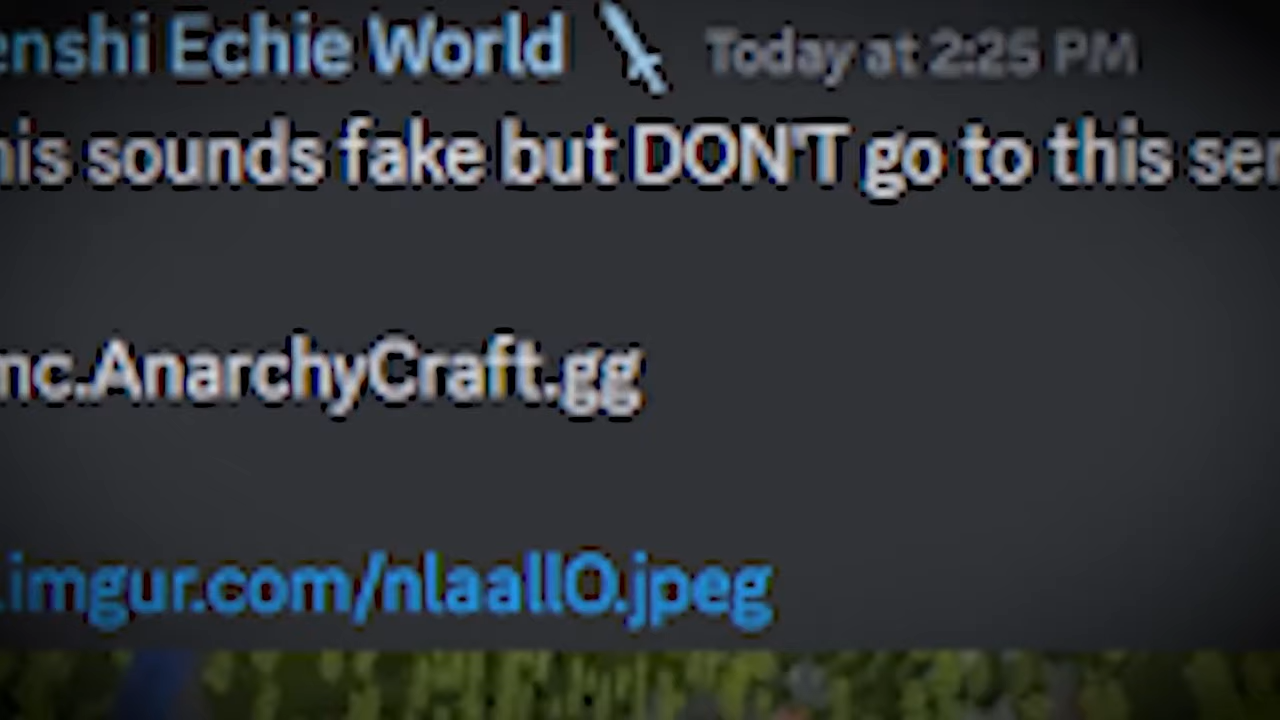 enshi Echie World Today at 2:25 PM
his sounds fake but DON'T go to this ser
mc.AnarchyCraft.gg
.imgur.com/nlaallO.jpeg